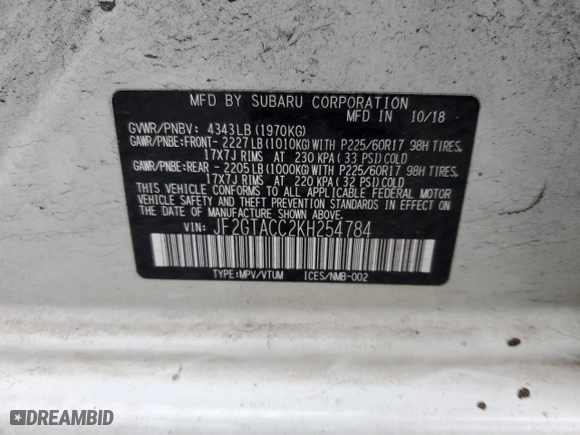 MFD BY SUBARU CORPORATION
MFD IN 10/18
GVWR/PNBV: 4343LB(1970KG)
GAWR/PNBE:FRONT-2227LB(1010KG)WITH P225/60R17 98H TIRES,
17X7J RIMS AT 230 KPA(33 PSI)COLD
GAWR/PNBE:REAR-2205LB(1000KG)WITH P225/60R17 98H TIRES,
17X7J RIMS AT 220 KPA(32 PSI)COLD
THIS VEHICLE CONFORMS TO ALL APPLICABLE FEDERAL MOTOR
VEHICLE SAFETY AND THEFT PREVENTION STANDARDS IN EFFECT
ON THE DATE OF MANUFACTURE SHOWN ABOVE.
VIN: JF2GTACC2KH254784
TYPE:MPV/VTUM ICES/NMB-002
DREAMBID